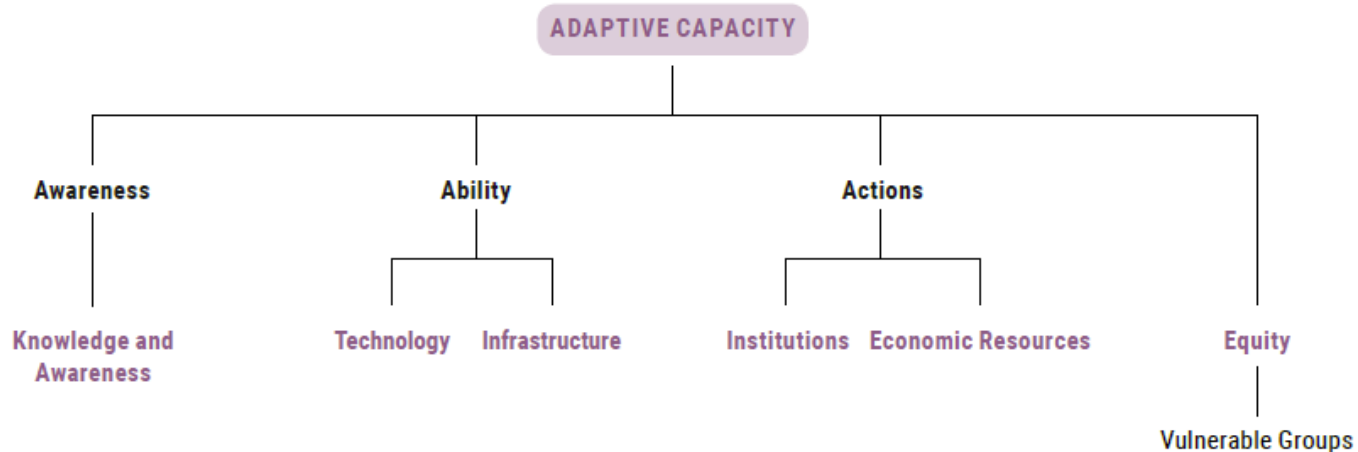 ADAPTIVE CAPACITY
Awareness
Ability
Actions
Knowledge and
Awareness
Technology
Infrastructure
Institutions
Economic Resources
Equity
Vulnerable Groups